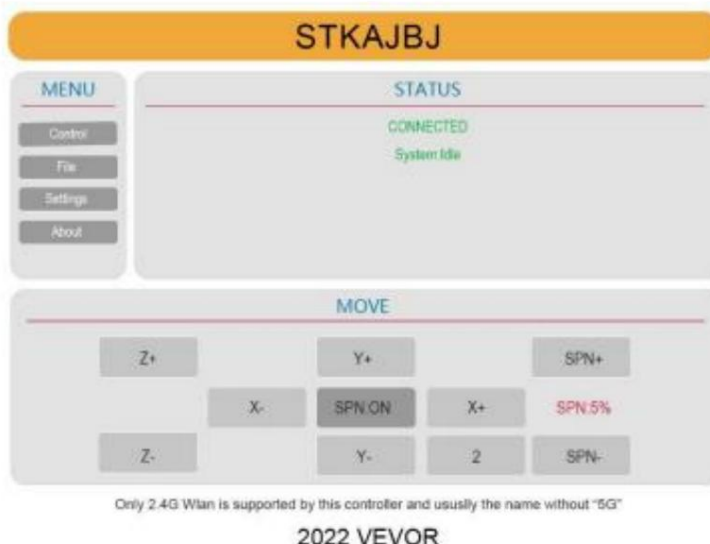 STKAJBJ
MENU
Control
File
Settings
About
STATUS
CONNECTED
System:Idle
MOVE
Z+ Y+ SPN+
X- SPN:ON X+ SPN:5%
Z- Y- 2 SPN-
Only 2.4G Wlan is supported by this controller and ususlly the name without "5G"
2022 VEVOR